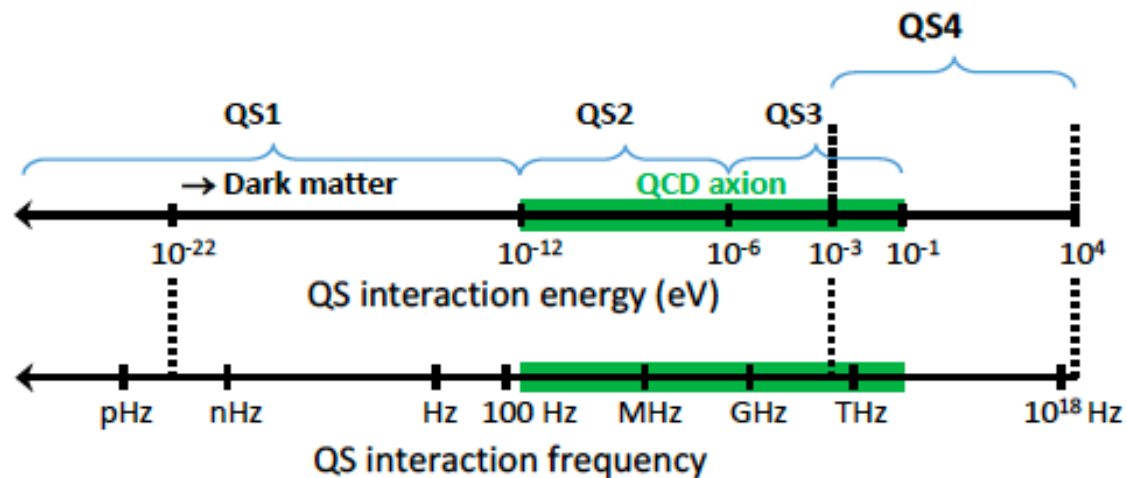 QS4
QS1 QS2 QS3
→ Dark matter QCD axion
10⁻²² 10⁻¹² 10⁻⁶ 10⁻³ 10⁻¹ 10⁴
QS interaction energy (eV)
pHz nHz Hz 100 Hz MHz GHz THz 10¹⁸ Hz
QS interaction frequency